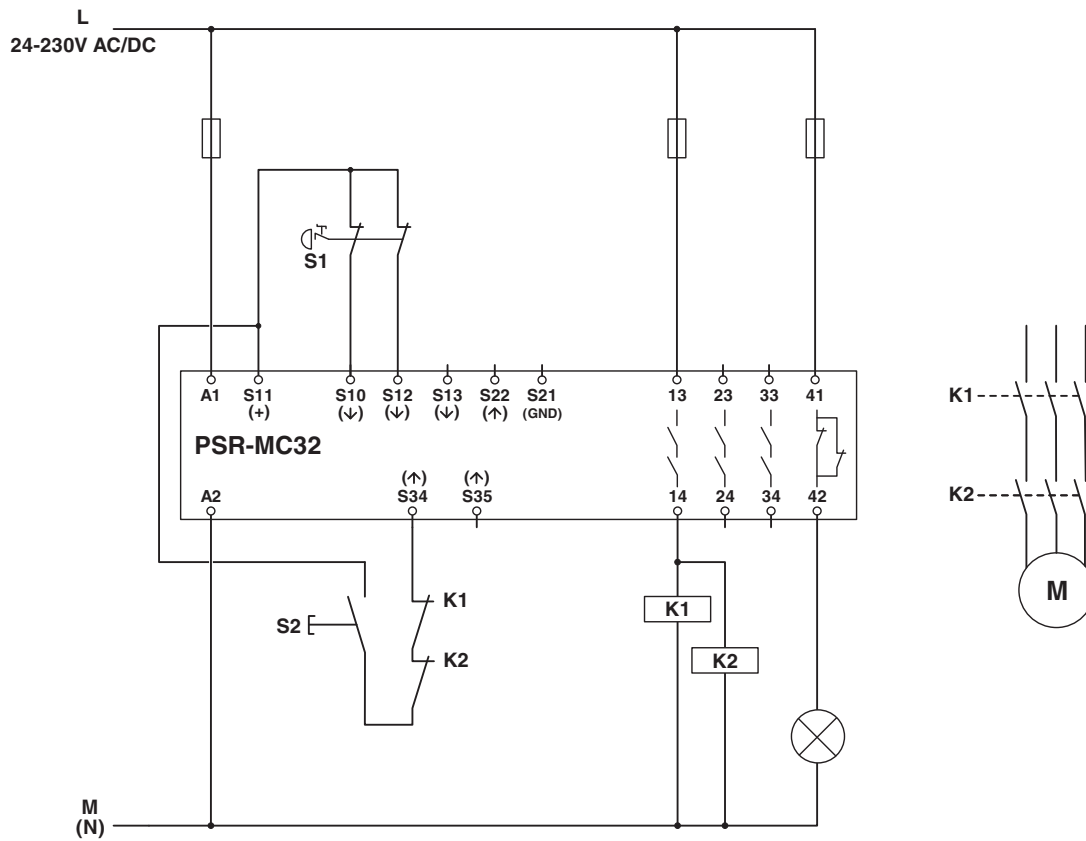 L
24-230V AC/DC
S1
A1 S11 S10 S12 S13 S22 S21 13 23 33 41
(+) (↓) (↓) (↓) (↑) (GND)
PSR-MC32
K1
(↑) (↑)
A2 S34 S35 14 24 34 42
K2
K1 K1
S2
K2 K2
M
M
(N)